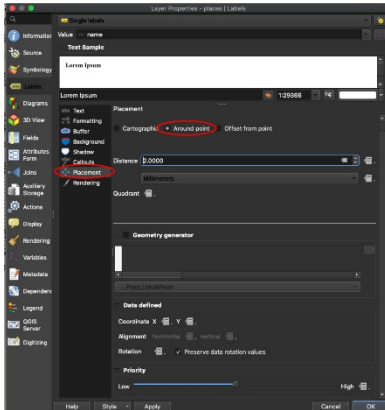 Layer Properties - places | Labels
Single labels
Information
Source
Symbology
Labels
Diagrams
3D View
Fields
Attributes
Form
Joins
Auxiliary
Storage
Actions
Display
Rendering
Variables
Metadata
Dependen
Legend
QGIS
Server
Digitizing
Value abc name
Text Sample
Lorem Ipsum
Lorem Ipsum
1:29366
Text
Formatting
Buffer
Background
Shadow
Callouts
Placement
Rendering
Placement
Cartographic
Around point
Offset from point
Distance
2.0000
Millimeters
Quadrant
Geometry generator
Point / MultiPoint
Data defined
Coordinate X
Y
Alignment horizontal
vertical
Rotation
Preserve data rotation values
Priority
Low
High
Help
Style
Apply
Cancel
OK